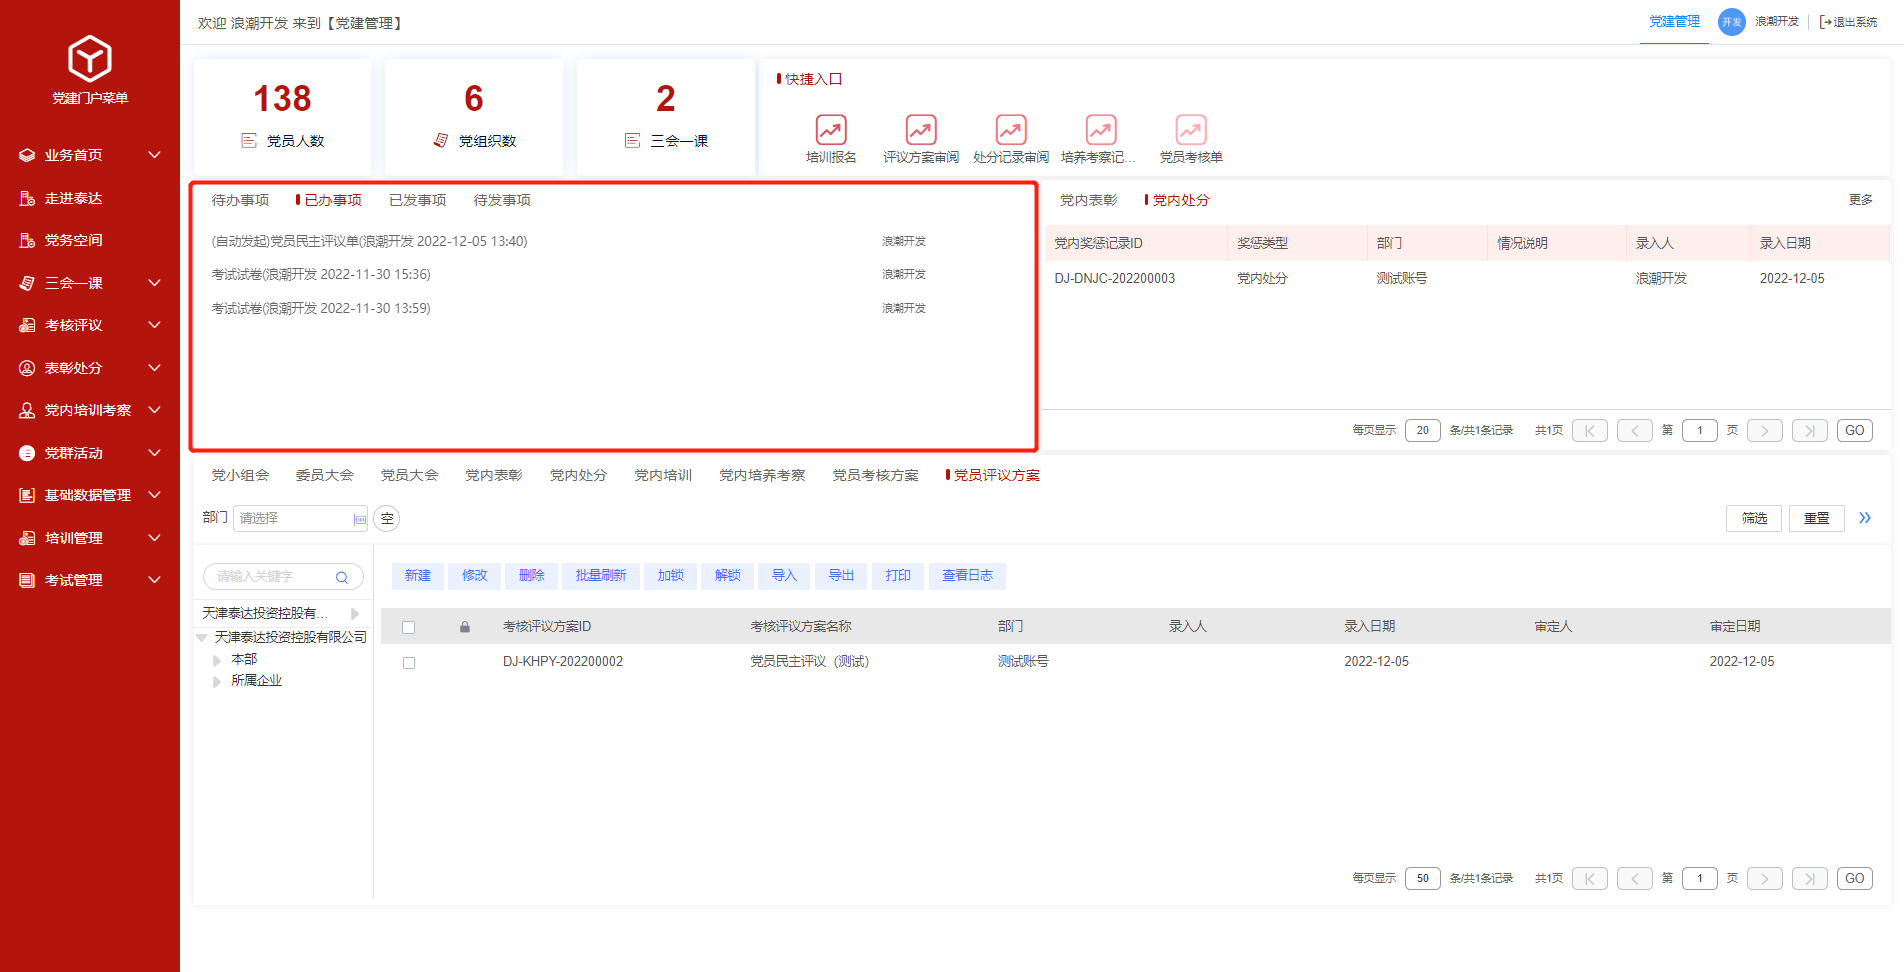 党建门户菜单
业务首页
走进泰达
党务空间
三会一课
考核评议
表彰处分
党内培训考察
党群活动
基础数据管理
培训管理
考试管理
欢迎 浪潮开发 来到【党建管理】
党建管理 开发 浪潮开发 退出系统
138
党员人数
6
党组织数
2
三会一课
快捷入口
培训报名 评议方案审阅 处分记录审阅 培养考察记... 党员考核单
待办事项 已办事项 已发事项 待发事项
(自动发起)党员民主评议单(浪潮开发 2022-12-05 13:40) 浪潮开发
考试试卷(浪潮开发 2022-11-30 15:36) 浪潮开发
考试试卷(浪潮开发 2022-11-30 13:59) 浪潮开发
党内表彰 党内处分 更多
党内奖惩记录ID 奖惩类型 部门 情况说明 录入人 录入日期
DJ-DNJC-202200003 党内处分 测试账号 浪潮开发 2022-12-05
每页显示 20 条/共1条记录 共1页 第 1 页 GO
党小组会 委员大会 党员大会 党内表彰 党内处分 党内培训 党内培养考察 党员考核方案 党员评议方案
部门 请选择 空 筛选 重置
请输入关键字
天津泰达投资控股有...
天津泰达投资控股有限公司
本部
所属企业
新建 修改 删除 批量刷新 加锁 解锁 导入 导出 打印 查看日志
考核评议方案ID 考核评议方案名称 部门 录入人 录入日期 审定人 审定日期
DJ-KHPY-202200002 党员民主评议（测试) 测试账号 2022-12-05 2022-12-05
每页显示 50 条/共1条记录 共1页 第 1 页 GO